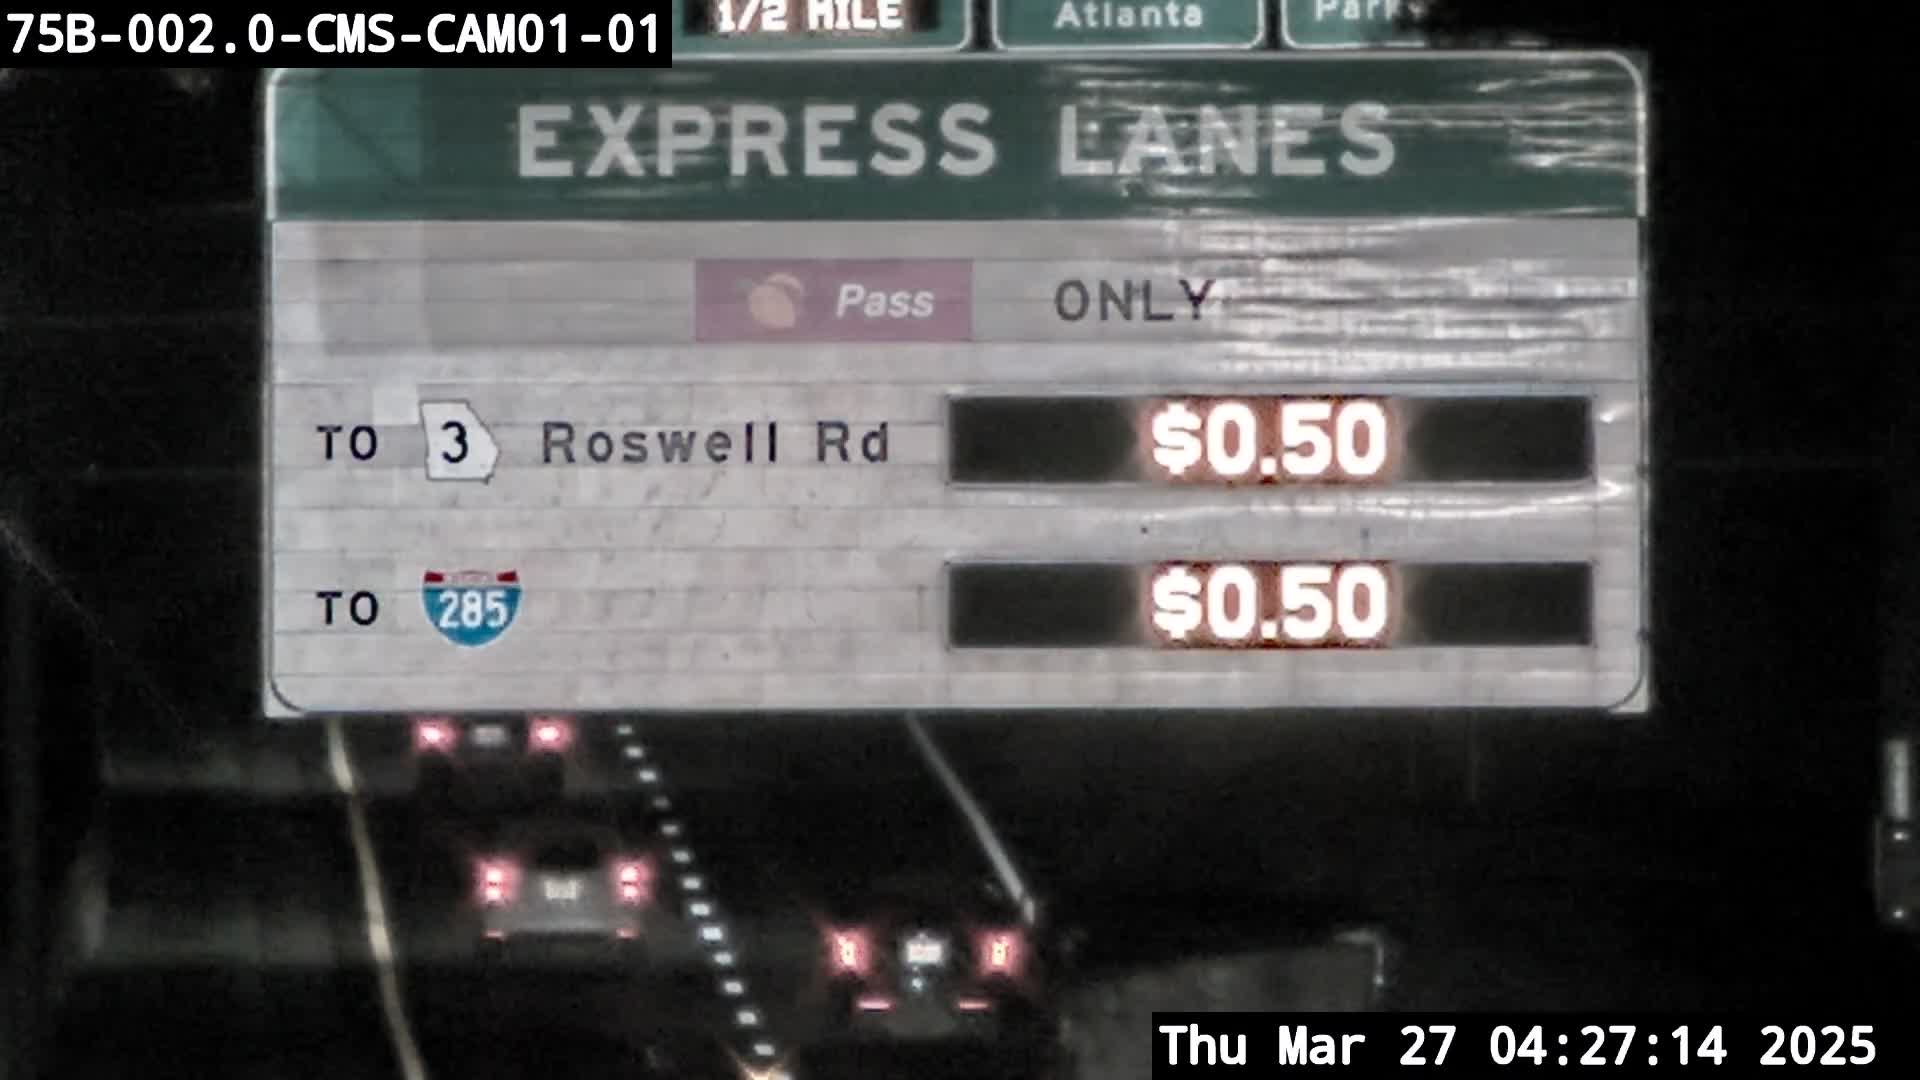 75B-002.0-CMS-CAM01-01
1/2 MILE
Atlanta
Park
EXPRESS LANES
Pass ONLY
TO 3 Roswell Rd $0.50
TO 285 $0.50
Thu Mar 27 04:27:14 2025